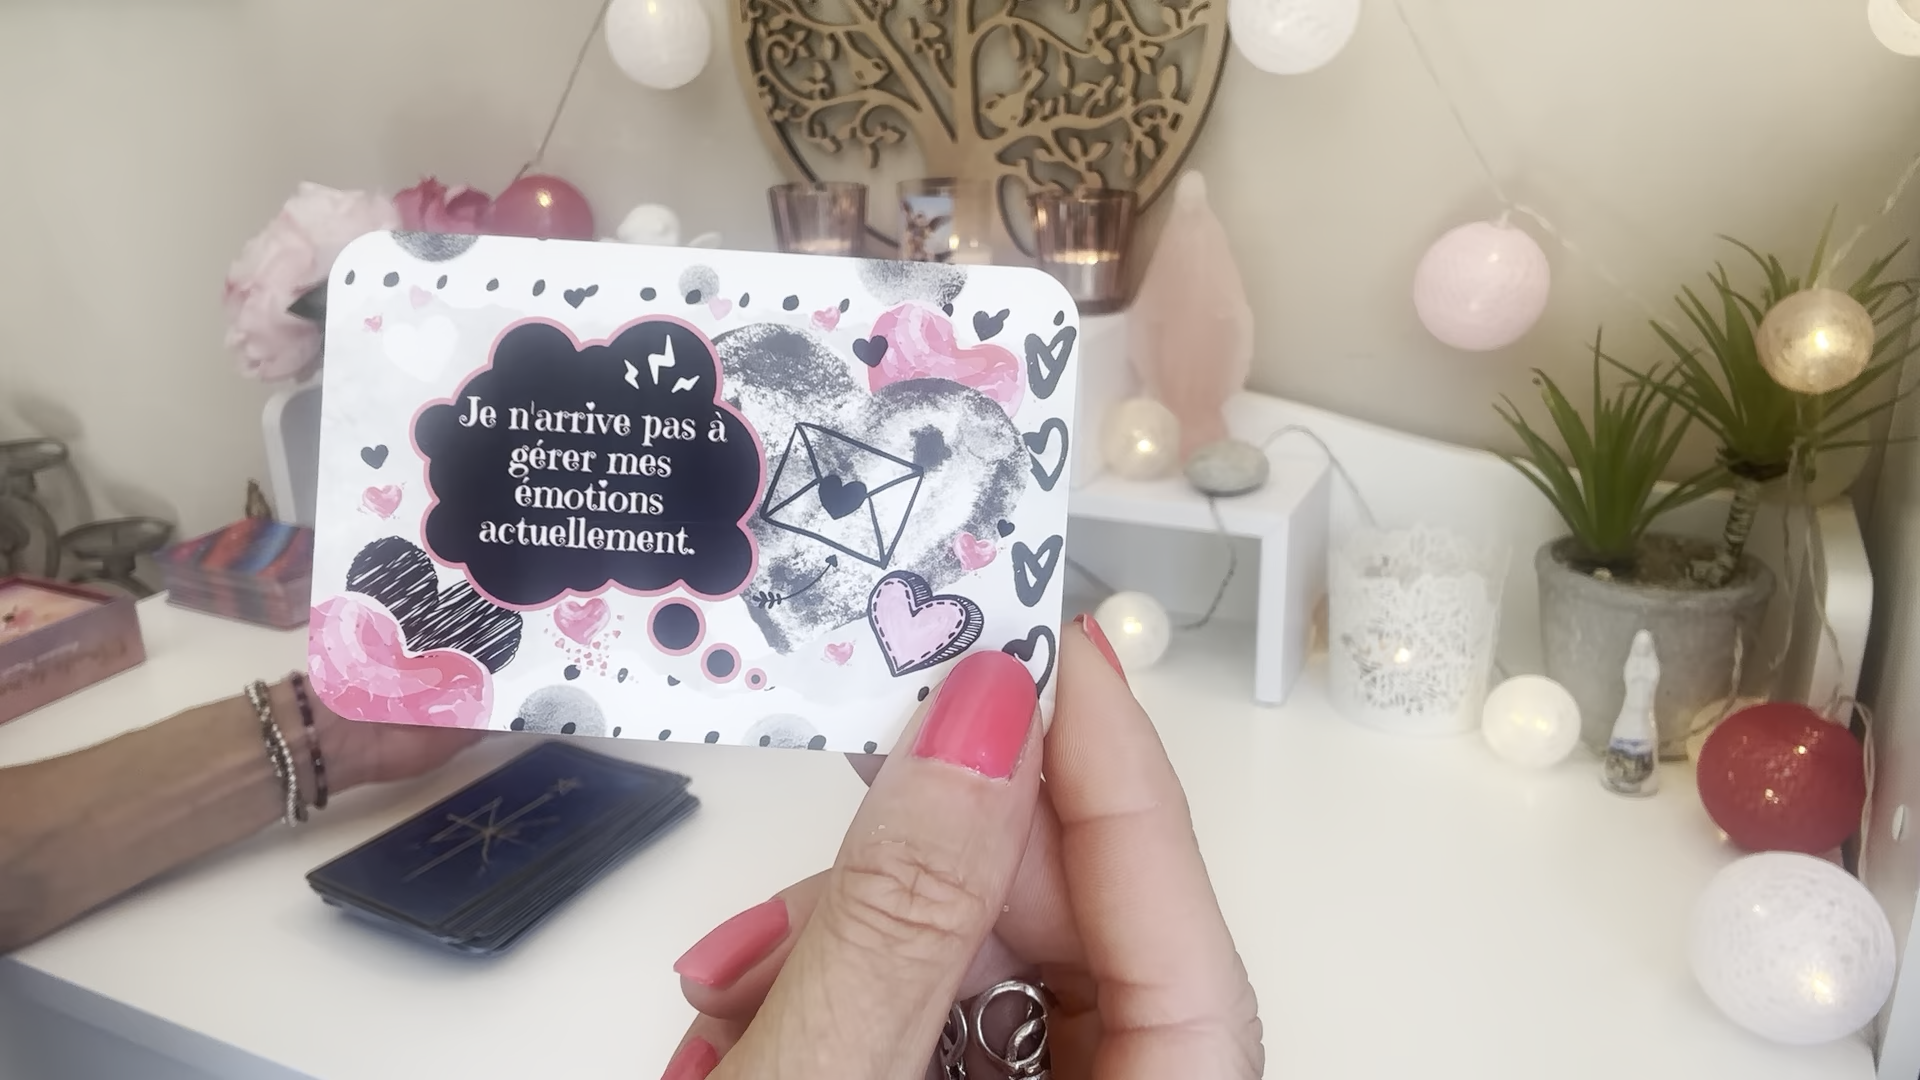 Je n'arrive pas à
gérer mes
émotions
actuellement.